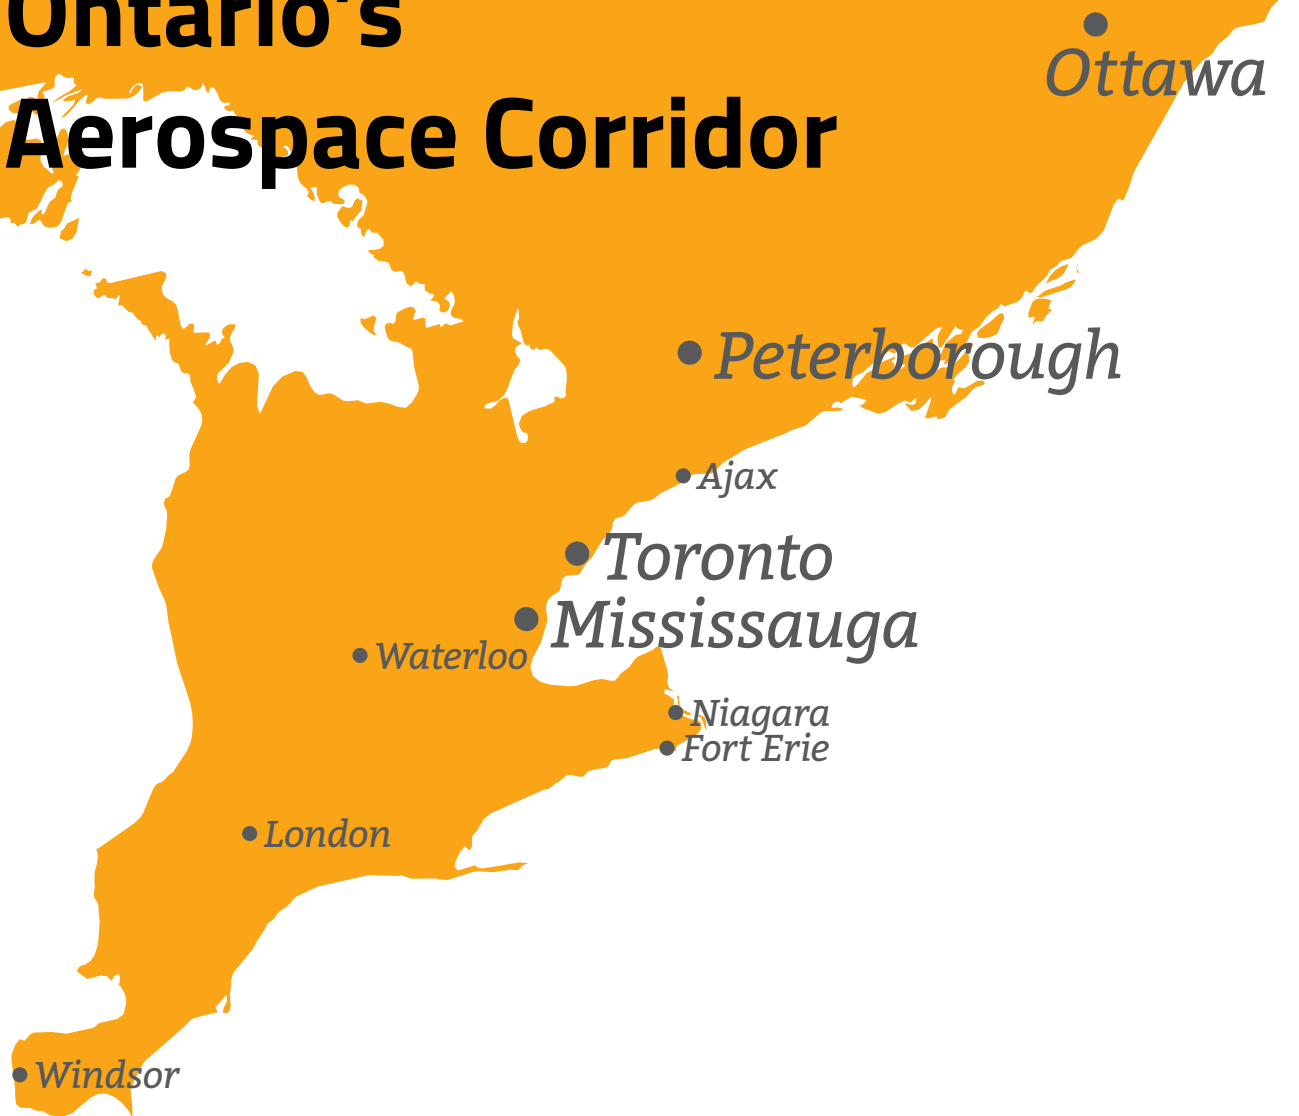 Ontario's
Aerospace Corridor
Ottawa
Peterborough
Ajax
Toronto
Mississauga
Waterloo
Niagara
Fort Erie
London
Windsor